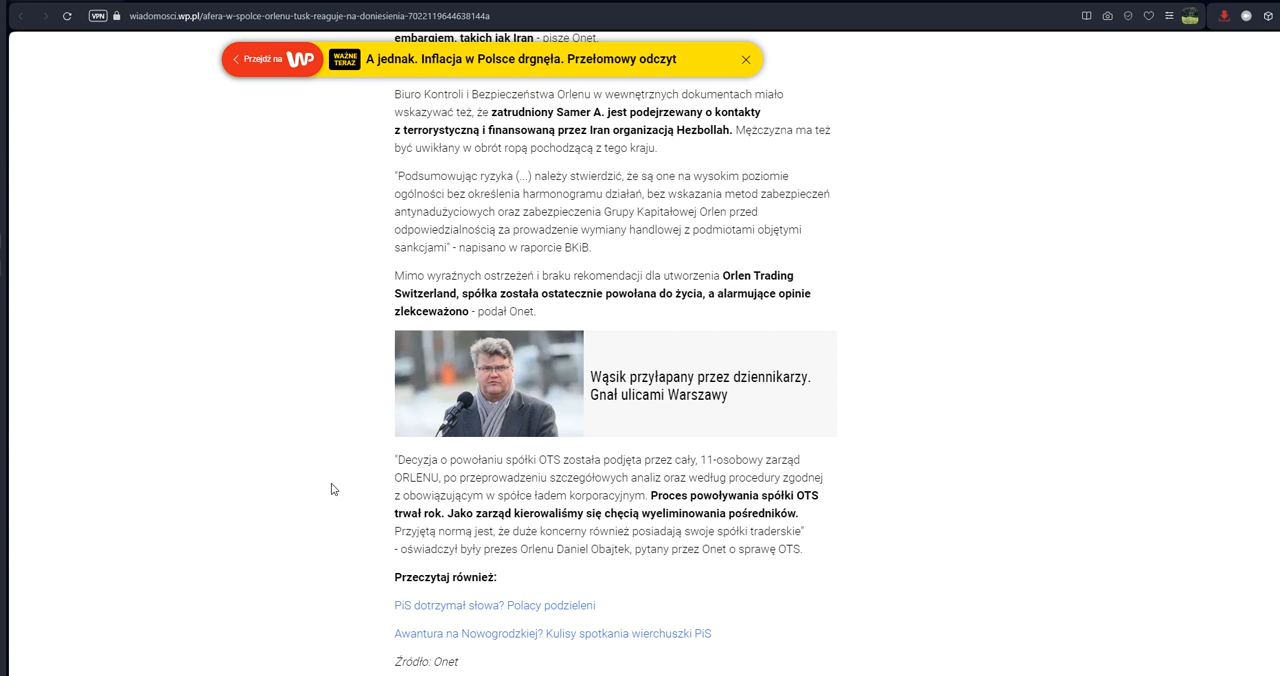 VPN wiadomosci.wp.pl/afera-w-spolce-orlenu-tusk-reaguje-na-doniesienia-7022119644638144a
embargiem, takich jak Iran - pisze Onet.
Przejdź na WP WAŻNE TERAZ A jednak. Inflacja w Polsce drgnęła. Przełomowy odczyt
Biuro Kontroli i Bezpieczeństwa Orlenu w wewnętrznych dokumentach miało
wskazywać też, że zatrudniony Samer A. jest podejrzewany o kontakty
z terrorystyczną i finansowaną przez Iran organizacją Hezbollah. Mężczyzna ma też
być uwikłany w obrót ropą pochodzącą z tego kraju.
"Podsumowując ryzyka (...) należy stwierdzić, że są one na wysokim poziomie
ogólności bez określenia harmonogramu działań, bez wskazania metod zabezpieczeń
antynadużyciowych oraz zabezpieczenia Grupy Kapitałowej Orlen przed
odpowiedzialnością za prowadzenie wymiany handlowej z podmiotami objętymi
sankcjami" - napisano w raporcie BKiB.
Mimo wyraźnych ostrzeżeń i braku rekomendacji dla utworzenia Orlen Trading
Switzerland, spółka została ostatecznie powołana do życia, a alarmujące opinie
zlekceważono - podał Onet.
Wąsik przyłapany przez dziennikarzy.
Gnał ulicami Warszawy
"Decyzja o powołaniu spółki OTS została podjęta przez cały, 11-osobowy zarząd
ORLENU, po przeprowadzeniu szczegółowych analiz oraz według procedury zgodnej
z obowiązującym w spółce ładem korporacyjnym. Proces powoływania spółki OTS
trwał rok. Jako zarząd kierowaliśmy się chęcią wyeliminowania pośredników.
Przyjętą normą jest, że duże koncerny również posiadają swoje spółki traderskie"
- oświadczył były prezes Orlenu Daniel Obajtek, pytany przez Onet o sprawę OTS.
Przeczytaj również:
PiS dotrzymał słowa? Polacy podzieleni
Awantura na Nowogrodzkiej? Kulisy spotkania wierchuszki PiS
Źródło: Onet